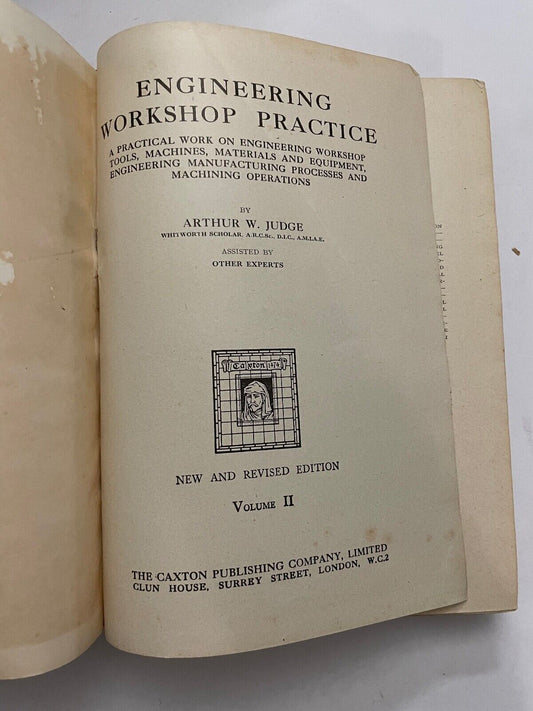 ENGINEERING
WORKSHOP PRACTICE
A PRACTICAL WORK ON ENGINEERING WORKSHOP
TOOLS, MACHINES, MATERIALS AND EQUIPMENT,
ENGINEERING MANUFACTURING PROCESSES AND
MACHINING OPERATIONS
BY
ARTHUR W. JUDGE
WHITWORTH SCHOLAR, A.R.C.Sc., D.I.C., A.M.I.A.E.
ASSISTED BY
OTHER EXPERTS
Caxton 1476
NEW AND REVISED EDITION
VOLUME II
THE CAXTON PUBLISHING COMPANY, LIMITED
CLUN HOUSE, SURREY STREET, LONDON, W.C.2